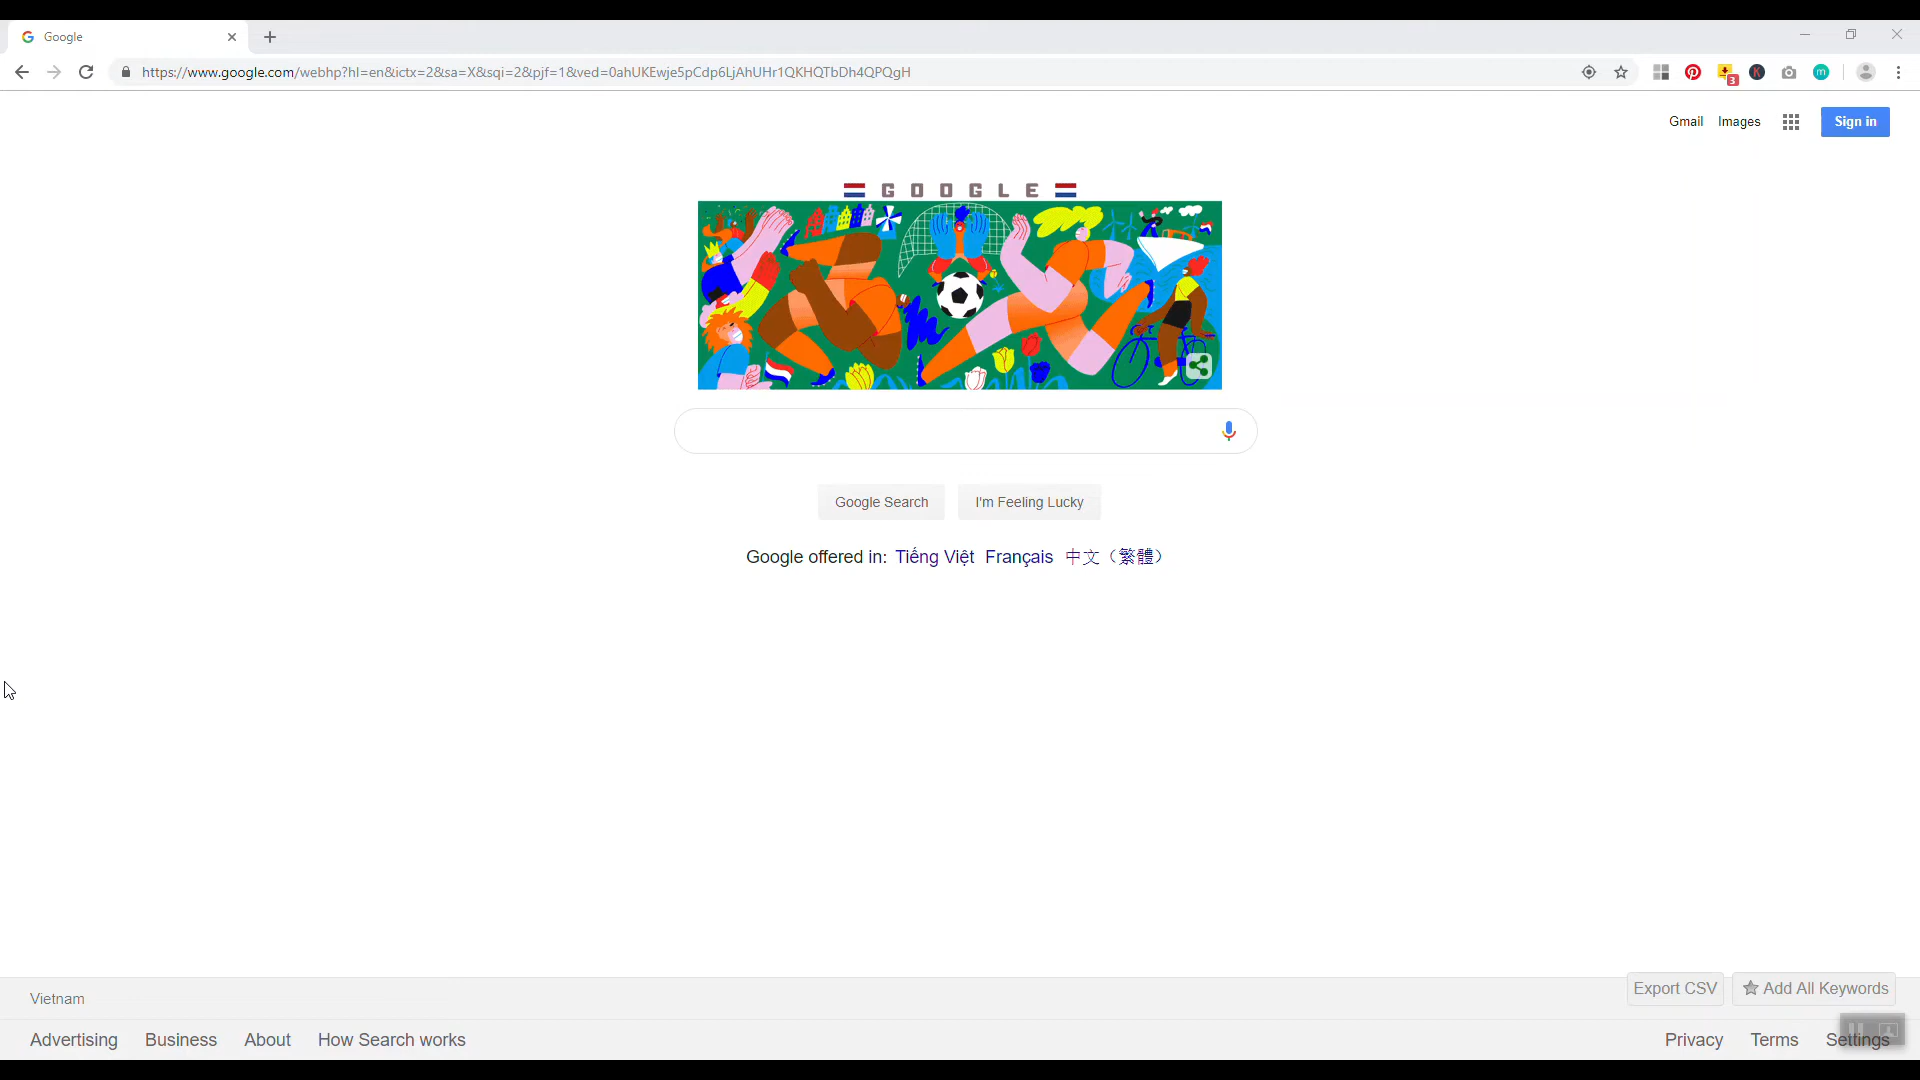 Google
https://www.google.com/webhp?hl=en&ictx=2&sa=X&sqi=2&pjf=1&ved=0ahUKEwje5pCdp6LjAhUHr1QKHQTbDh4QPQgH
3
K
m
Gmail Images Sign in
GOOGLE
Google Search I'm Feeling Lucky
Google offered in: Tiếng Việt Français 中文（繁體）
Vietnam
Export CSV Add All Keywords
Advertising Business About How Search works Privacy Terms Settings